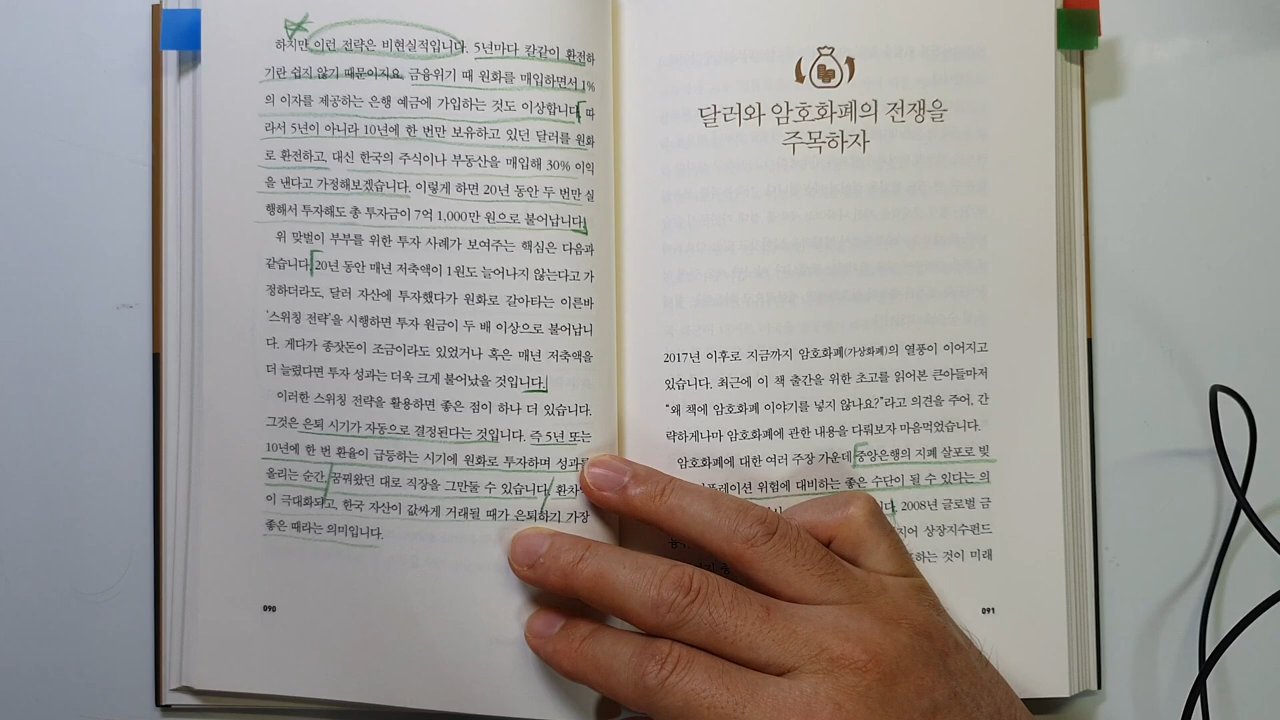 하지만 이런 전략은 비현실적입니다. 5년마다 칼같이 환전하
기란 쉽지 않기 때문이지요. 금융위기 때 원화를 매입하면서 1%
의 이자를 제공하는 은행 예금에 가입하는 것도 이상합니다. 따
라서 5년이 아니라 10년에 한 번만 보유하고 있던 달러를 원화
로 환전하고, 대신 한국의 주식이나 부동산을 매입해 30% 이익
을 낸다고 가정해보겠습니다. 이렇게 하면 20년 동안 두 번만 실
행해서 투자해도 총 투자금이 7억 1,000만 원으로 불어납니다.
위 맞벌이 부부를 위한 투자 사례가 보여주는 핵심은 다음과
같습니다. 20년 동안 매년 저축액이 1원도 늘어나지 않는다고 가
정하더라도, 달러 자산에 투자했다가 원화로 갈아타는 이른바
'스위칭 전략'을 시행하면 투자 원금이 두 배 이상으로 불어납니
다. 게다가 종잣돈이 조금이라도 있었거나 혹은 매년 저축액을
더 늘렸다면 투자 성과는 더욱 크게 불어났을 것입니다.
이러한 스위칭 전략을 활용하면 좋은 점이 하나 더 있습니다.
그것은 은퇴 시기가 자동으로 결정된다는 것입니다. 즉 5년 또는
10년에 한 번 환율이 급등하는 시기에 원화로 투자하며 성과를
올리는 순간, 꿈꿔왔던 대로 직장을 그만둘 수 있습니다.
이 극대화되고, 한국 자산이 값싸게 거래될 때가 은퇴하기 가장
좋은 때라는 의미입니다.
090
달러와 암호화폐의 전쟁을
주목하자
2017년 이후로 지금까지 암호화폐(가상화폐)의 열풍이 이어지고
있습니다. 최근에 이 책 출간을 위한 초고를 읽어본 큰아들마저
"왜 책에 암호화폐 이야기를 넣지 않나요?"라고 의견을 주어, 간
략하게나마 암호화폐에 관한 내용을 다뤄보자 마음먹었습니다.
암호화폐에 대한 여러 주장 가운데 중앙은행의 지폐 살포로 빚
위험에 대비하는 좋은 수단이 될 수 있다는 의
2008년 글로벌 금
상장지수펀드
것이 미래
091